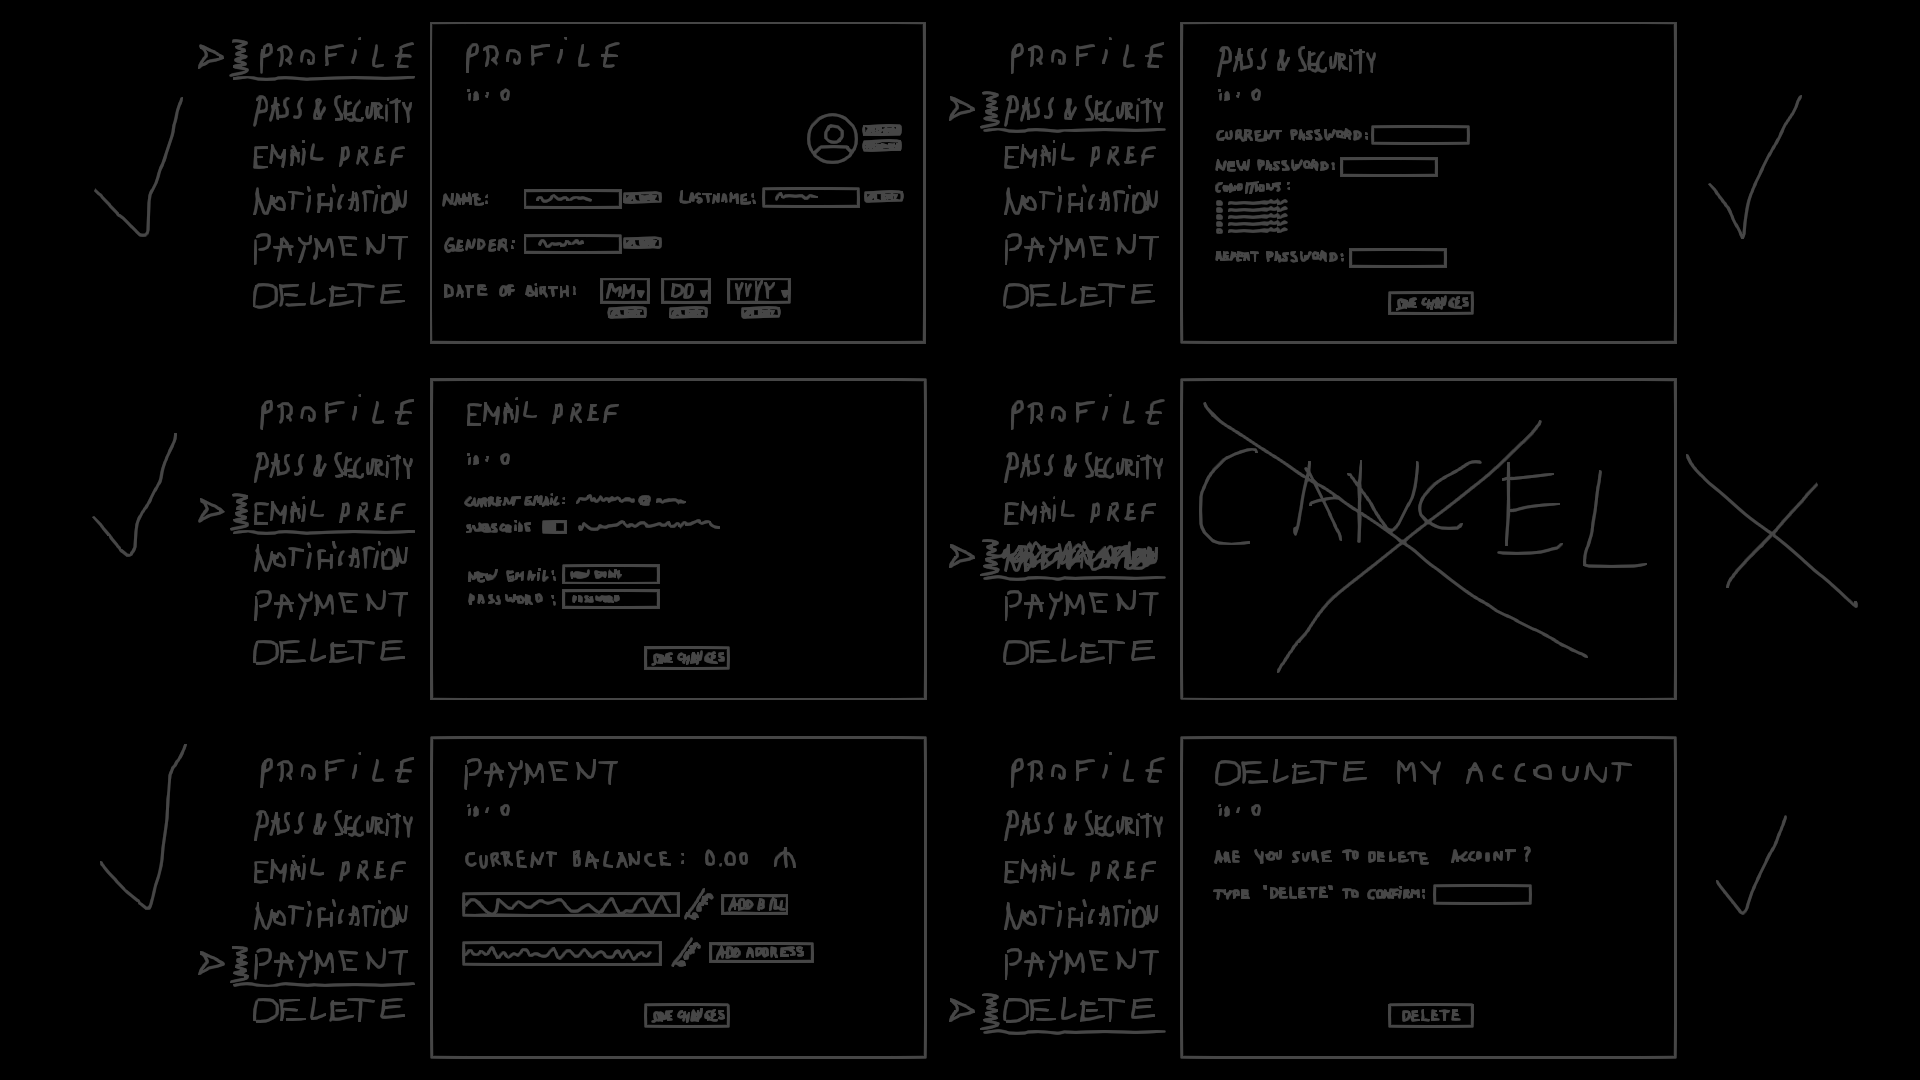 PROFILE
PASS & SECURITY
EMAIL PREF
NOTIFICATION
PAYMENT
DELETE
PROFILE
ID: 0
NAME:
LASTNAME:
GENDER:
DATE OF BIRTH:
MM
DD
YYYY
PROFILE
PASS & SECURITY
EMAIL PREF
NOTIFICATION
PAYMENT
DELETE
PASS & SECURITY
ID: 0
CURRENT PASSWORD:
NEW PASSWORD:
CONDITIONS:
REPEAT PASSWORD:
SAVE CHANGES
PROFILE
PASS & SECURITY
EMAIL PREF
NOTIFICATION
PAYMENT
DELETE
EMAIL PREF
ID: 0
CURRENT EMAIL:
NEW EMAIL: NEW EMAIL
PASSWORD: PASSWORD
SAVE CHANGES
PROFILE
PASS & SECURITY
EMAIL PREF
PAYMENT
DELETE
CANCEL
PROFILE
PASS & SECURITY
EMAIL PREF
NOTIFICATION
PAYMENT
DELETE
PAYMENT
ID: 0
CURRENT BALANCE: 0.00
ADD BILL
ADD ADDRESS
SAVE CHANGES
PROFILE
PASS & SECURITY
EMAIL PREF
NOTIFICATION
PAYMENT
DELETE
DELETE MY ACCOUNT
ID: 0
ARE YOU SURE TO DELETE ACCOUNT?
TYPE "DELETE" TO CONFIRM:
DELETE